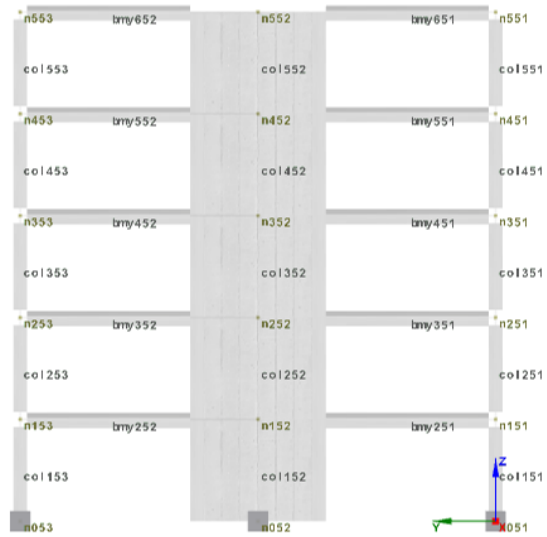 n553 bmy652 n552 bmy651 n551
col553 col552 col551
n453 bmy552 n452 bmy551 n451
col453 col452 col451
n353 bmy452 n352 bmy451 n351
col353 col352 col351
n253 bmy352 n252 bmy351 n251
col253 col252 col251
n153 bmy252 n152 bmy251 n151
Z
col153 col152 col151
n053 n052 Y X n051